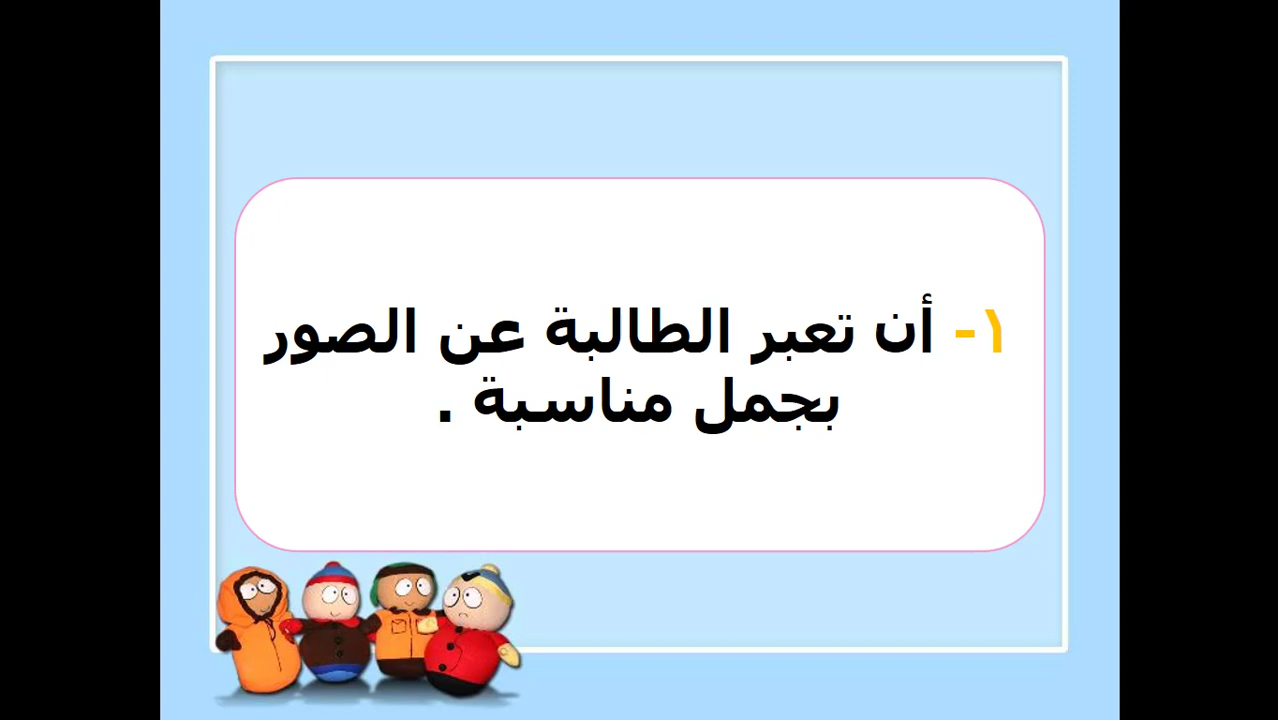 ١- أن تعبر الطالبة عن الصور
بجمل مناسبة .